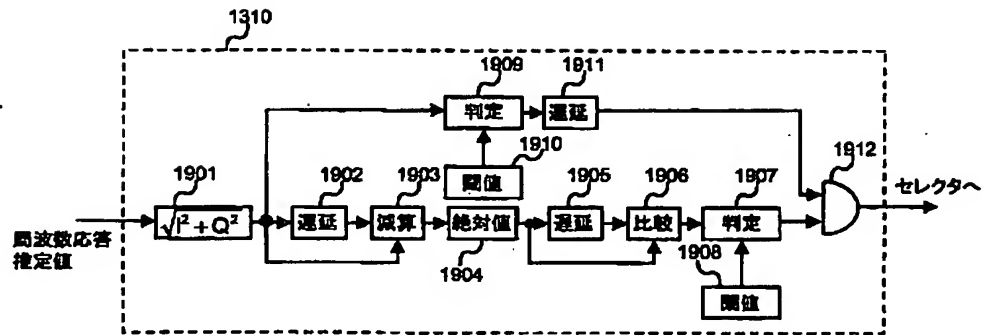 1310
1909
1911
判定
遅延
1910
閾値
1912
セレクタへ
1901
1902
1903
1905
1906
1907
√I²+Q²
遅延
減算
絶対値
遅延
比較
判定
周波数応答
推定値
1904
1908
閾値